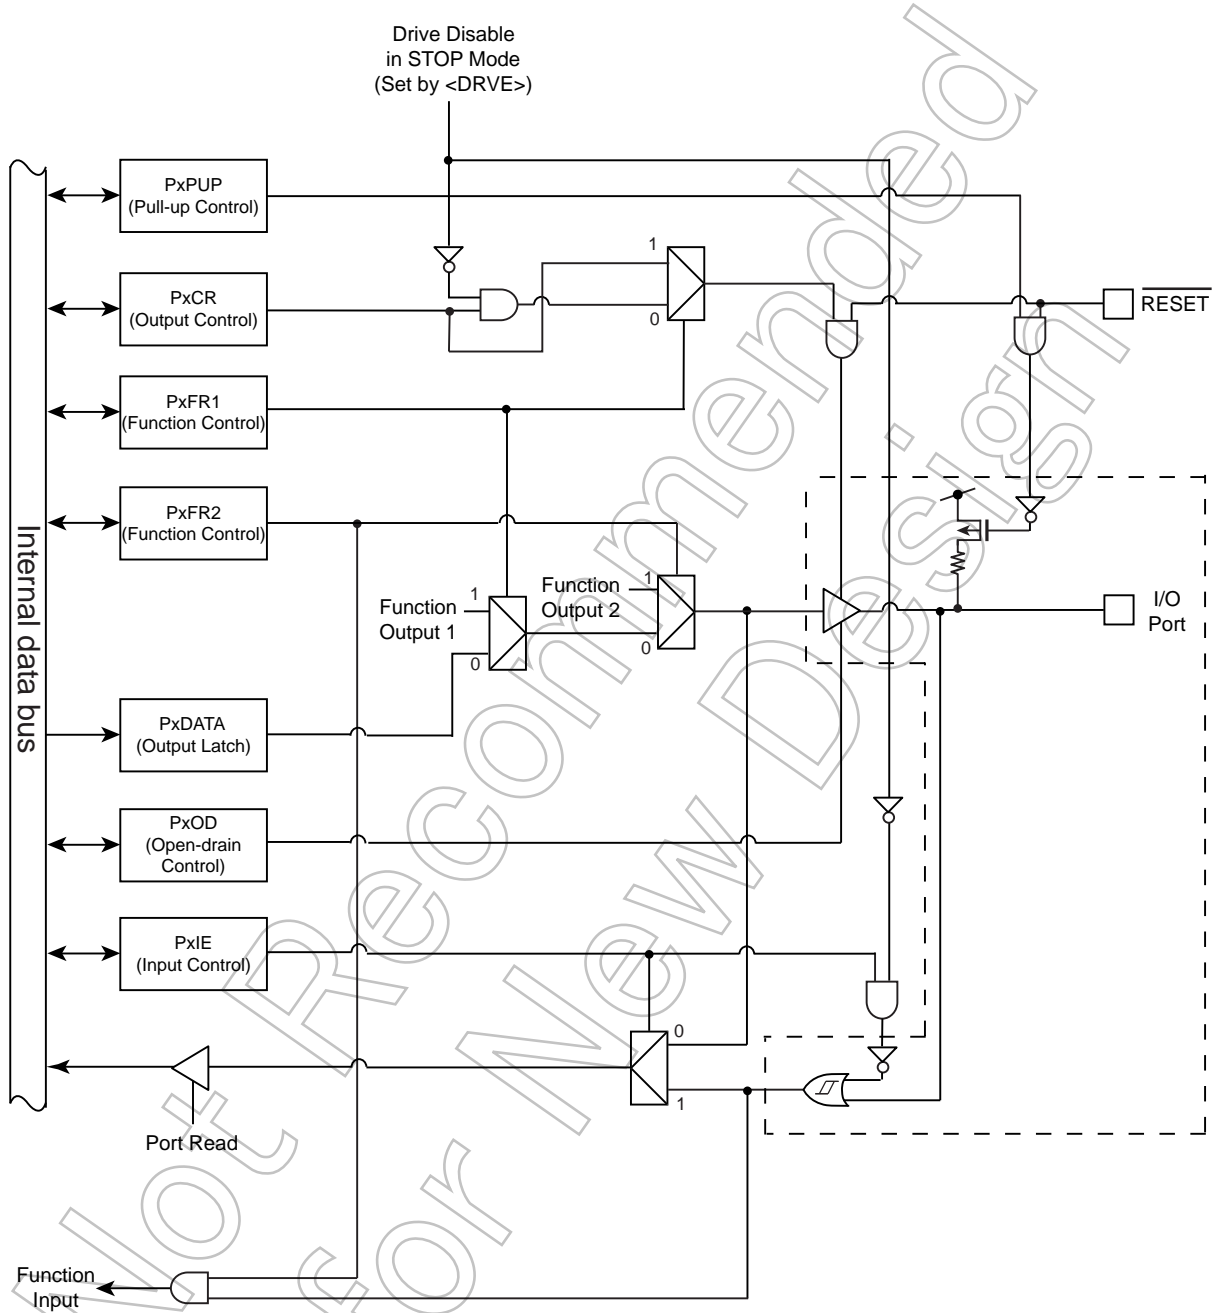 Drive Disable
in STOP Mode
(Set by <DRVE>)
PxPUP
(Pull-up Control)
1
PxCR
(Output Control)
0
RESET
PxFR1
(Function Control)
PxFR2
(Function Control)
Internal data bus
1
Function
Output 1
0
Function
Output 2
1
0
I/O
Port
PxDATA
(Output Latch)
PxOD
(Open-drain
Control)
PxIE
(Input Control)
0
1
Port Read
Function
Input
Not Recommended
for New Design